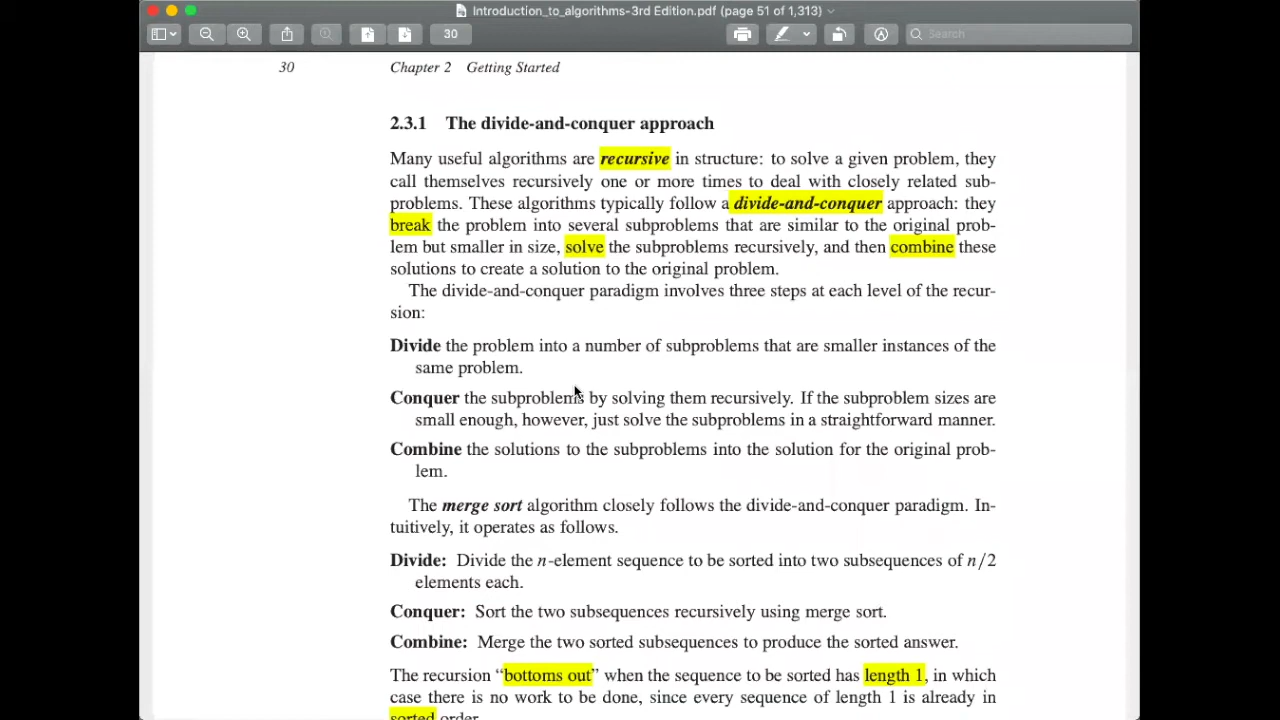 Introduction_to_algorithms-3rd Edition.pdf (page 51 of 1,313)
30
Search
30 Chapter 2 Getting Started
2.3.1 The divide-and-conquer approach
Many useful algorithms are recursive in structure: to solve a given problem, they
call themselves recursively one or more times to deal with closely related sub-
problems. These algorithms typically follow a divide-and-conquer approach: they
break the problem into several subproblems that are similar to the original prob-
lem but smaller in size, solve the subproblems recursively, and then combine these
solutions to create a solution to the original problem.
The divide-and-conquer paradigm involves three steps at each level of the recur-
sion:
Divide the problem into a number of subproblems that are smaller instances of the
same problem.
Conquer the subproblems by solving them recursively. If the subproblem sizes are
small enough, however, just solve the subproblems in a straightforward manner.
Combine the solutions to the subproblems into the solution for the original prob-
lem.
The merge sort algorithm closely follows the divide-and-conquer paradigm. In-
tuitively, it operates as follows.
Divide: Divide the n-element sequence to be sorted into two subsequences of n/2
elements each.
Conquer: Sort the two subsequences recursively using merge sort.
Combine: Merge the two sorted subsequences to produce the sorted answer.
The recursion “bottoms out” when the sequence to be sorted has length 1, in which
case there is no work to be done, since every sequence of length 1 is already in
sorted order.